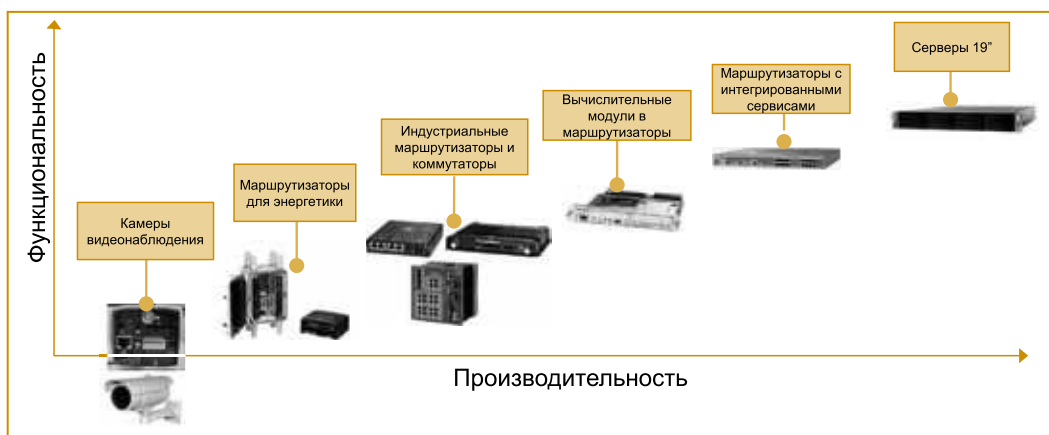 Функциональность
Серверы 19”
Маршрутизаторы с
интегрированными
сервисами
Вычислительные
модули в
маршрутизаторы
Индустриальные
маршрутизаторы и
коммутаторы
Маршрутизаторы
для энергетики
Камеры
видеонаблюдения
Производительность